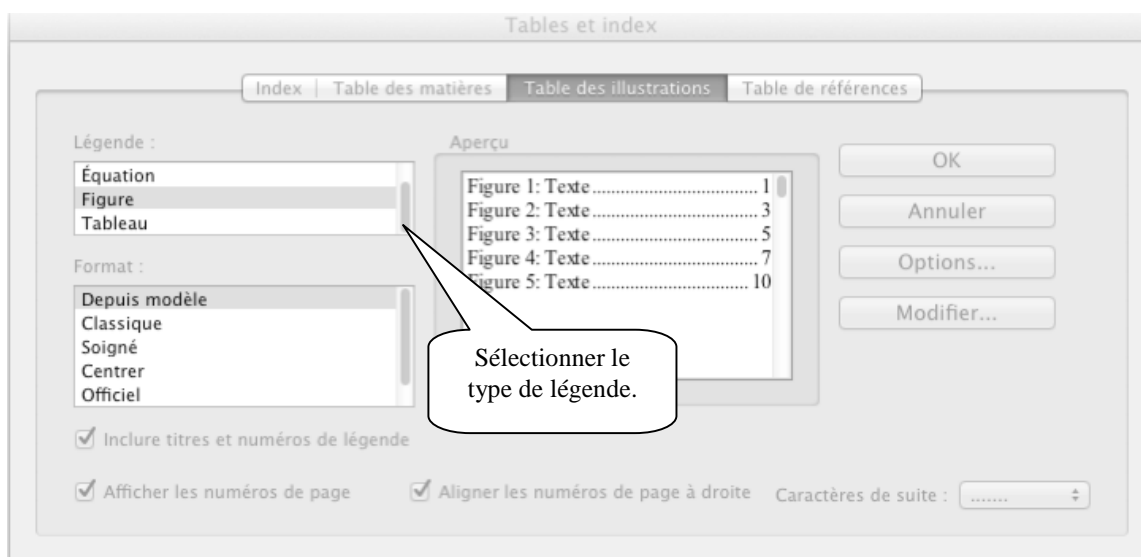 Tables et index
Index | Table des matières Table des illustrations Table de références
Légende :
Équation
Figure
Tableau
Format :
Depuis modèle
Classique
Soigné
Centrer
Officiel
Aperçu
Figure 1: Texte................................. 1
Figure 2: Texte................................. 3
Figure 3: Texte................................. 5
Figure 4: Texte................................. 7
Figure 5: Texte............................... 10
Sélectionner le
type de légende.
OK
Annuler
Options...
Modifier...
Inclure titres et numéros de légende
Afficher les numéros de page Aligner les numéros de page à droite Caractères de suite : .......